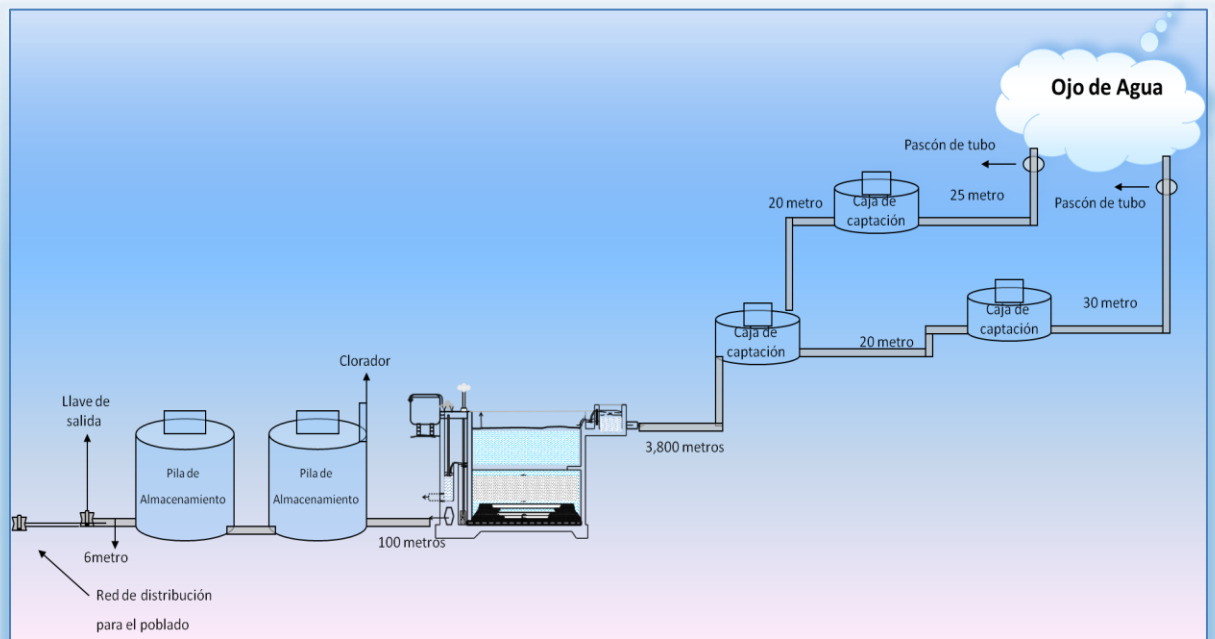 Ojo de Agua
Pascón de tubo
Pascón de tubo
20 metro
Caja de
captación
25 metro
Caja de
captación
20 metro
Caja de
captación
30 metro
3,800 metros
Clorador
Llave de
salida
Pila de
Almacenamiento
Pila de
Almacenamiento
100 metros
6metro
Red de distribución
para el poblado